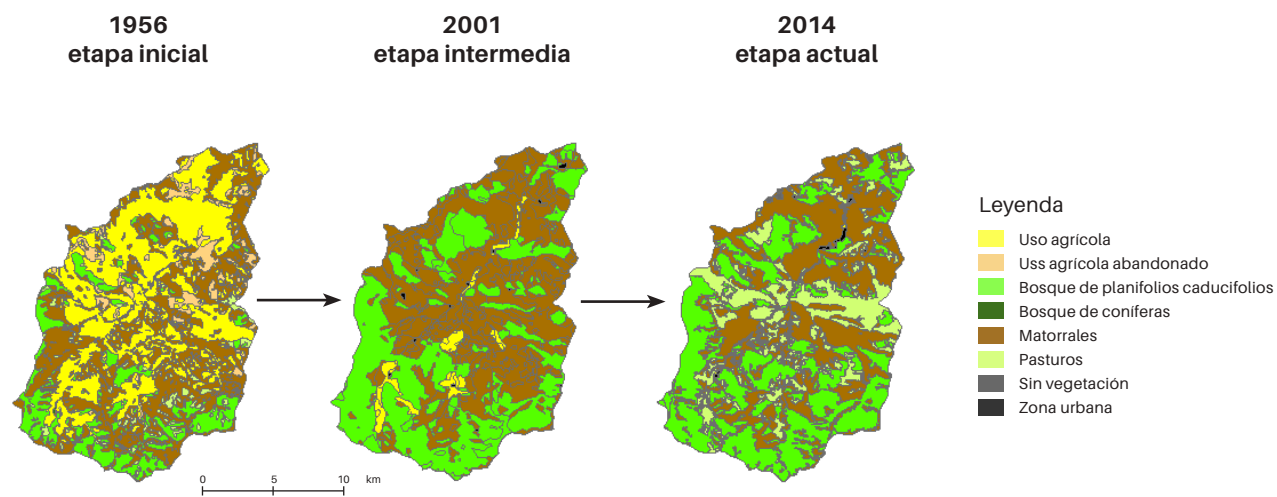 1956
etapa inicial
2001
etapa intermedia
2014
etapa actual
Leyenda
Uso agrícola
Uss agrícola abandonado
Bosque de planifolios caducifolios
Bosque de coníferas
Matorrales
Pasturos
Sin vegetación
Zona urbana
0 5 10 km